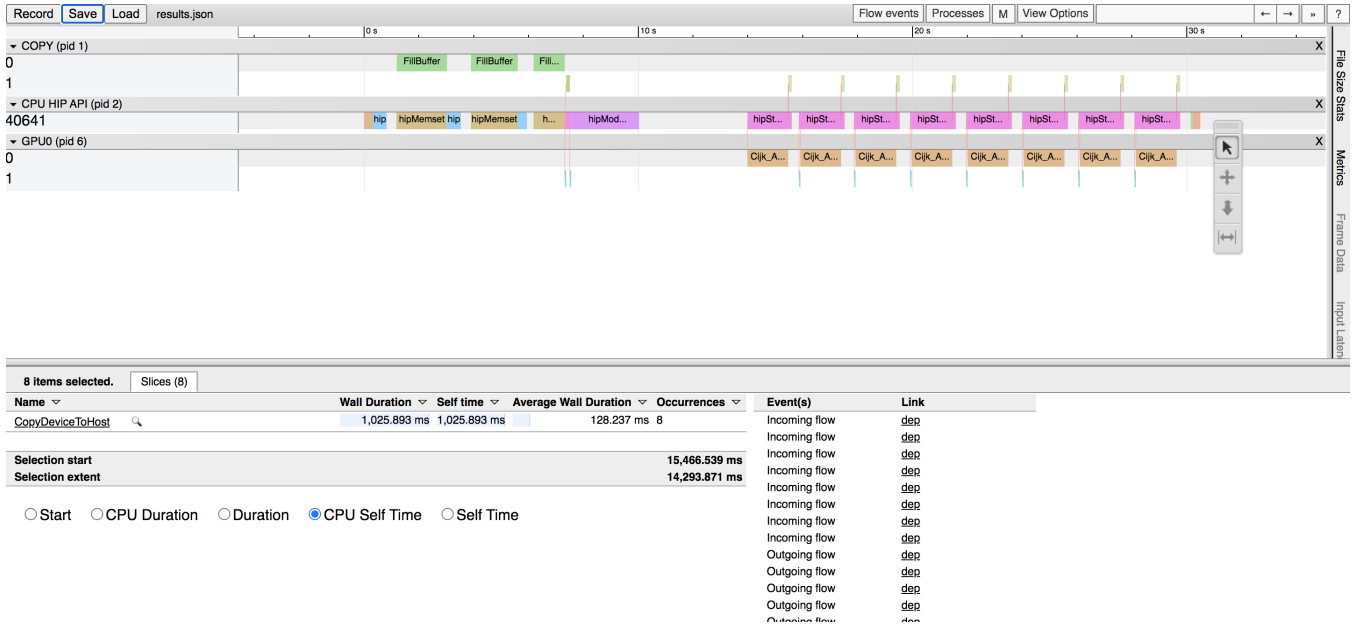 Record Save Load results.json Flow events Processes M View Options ← → » ?
0 s 10 s 20 s 30 s
COPY (pid 1) X
0 FillBuffer FillBuffer Fill...
1
CPU HIP API (pid 2) X
40641 hip hipMemset hip hipMemset h... hipMod... hipSt... hipSt... hipSt... hipSt... hipSt... hipSt... hipSt... hipSt...
GPU0 (pid 6) X
0 Cijk_A... Cijk_A... Cijk_A... Cijk_A... Cijk_A... Cijk_A... Cijk_A... Cijk_A...
1
File Size Stats
Metrics
Frame Data
Input Laten
8 items selected. Slices (8)
Name Wall Duration Self time Average Wall Duration Occurrences Event(s) Link
CopyDeviceToHost 1,025.893 ms 1,025.893 ms 128.237 ms 8 Incoming flow dep
Incoming flow dep
Incoming flow dep
Selection start 15,466.539 ms Incoming flow dep
Selection extent 14,293.871 ms Incoming flow dep
Incoming flow dep
Start CPU Duration Duration CPU Self Time Self Time Incoming flow dep
Incoming flow dep
Outgoing flow dep
Outgoing flow dep
Outgoing flow dep
Outgoing flow dep
Outgoing flow dep